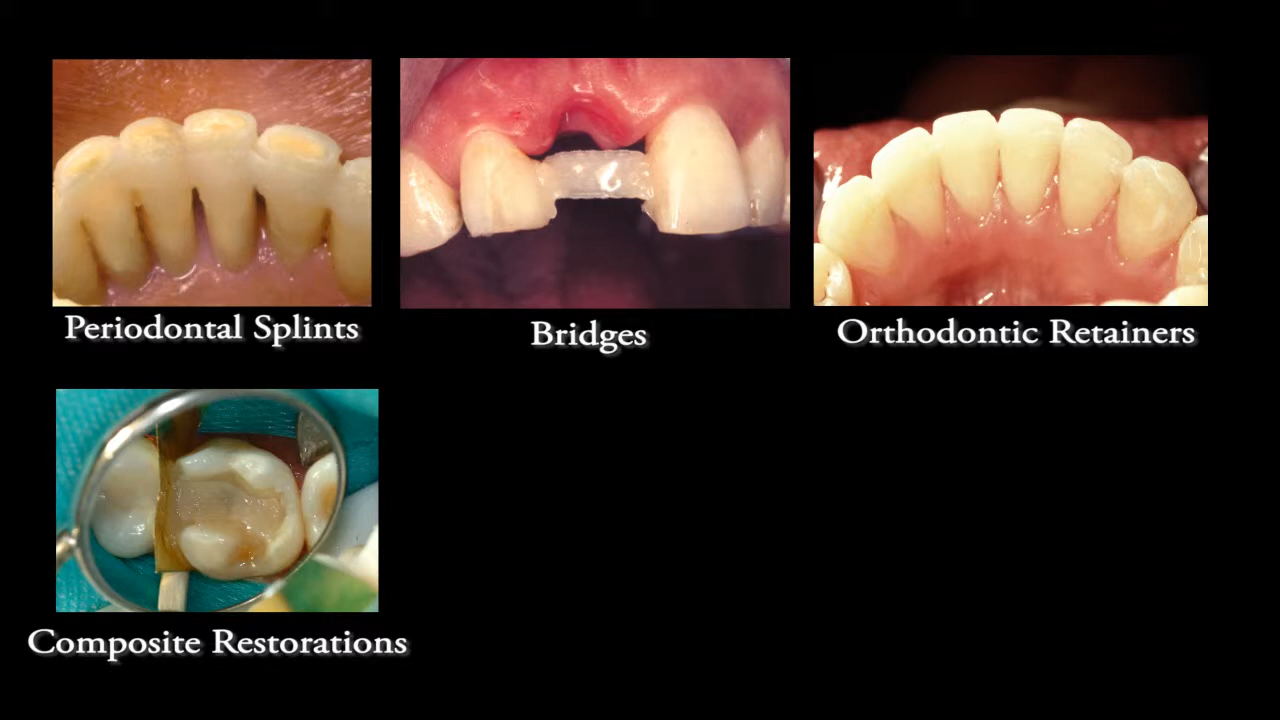 Periodontal Splints
Bridges
Orthodontic Retainers
Composite Restorations